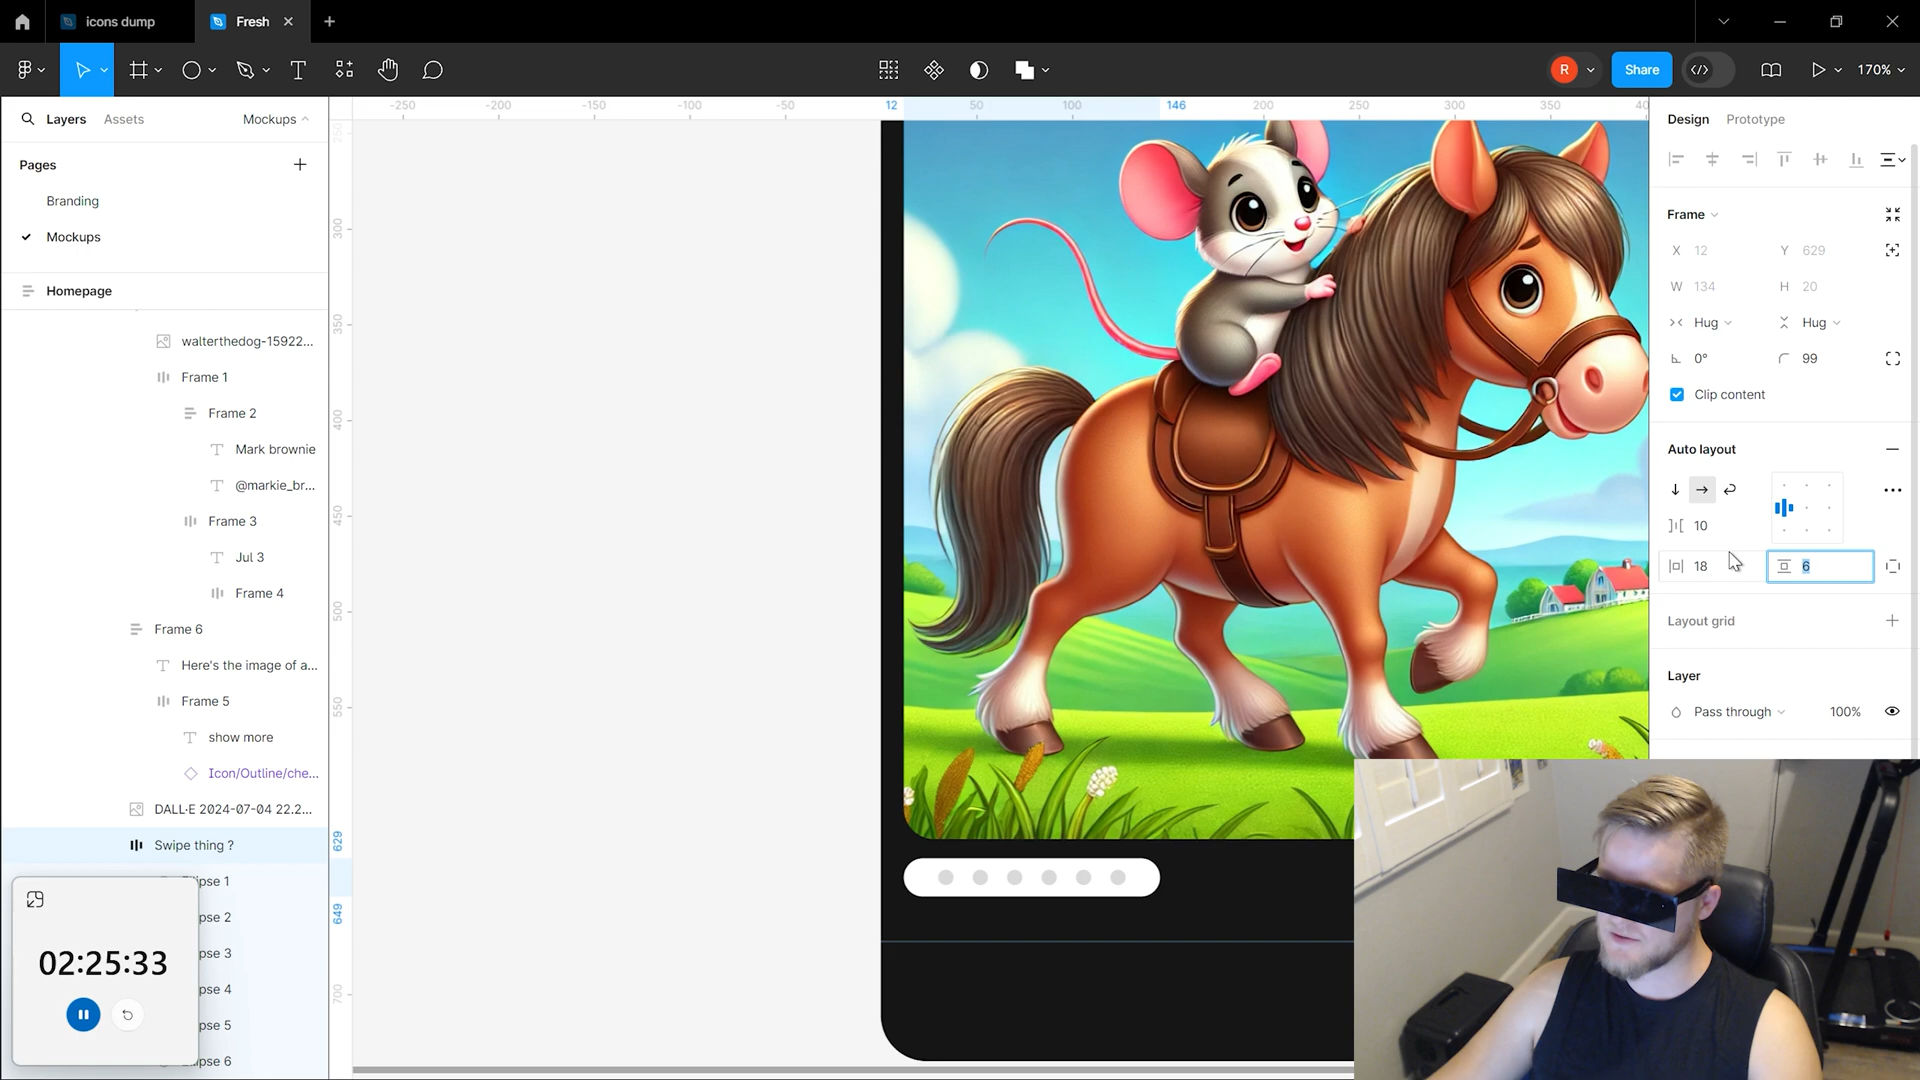 icons dump
Fresh
R
Share
170%
Layers
Assets
Mockups
Pages
Branding
Mockups
Homepage
walterthedog-15922...
Frame 1
Frame 2
Mark brownie
@markie_br...
Frame 3
Jul 3
Frame 4
Frame 6
Here's the image of a...
Frame 5
show more
Icon/Outline/che...
DALL·E 2024-07-04 22.2...
Swipe thing ?
pse 1
pse 2
pse 3
pse 4
pse 5
pse 6
02:25:33
-250
-200
-150
-100
-50
12
50
100
146
200
250
300
350
300
350
400
450
500
550
629
649
700
Design
Prototype
Frame
X 12
Y 629
W 134
H 20
Hug
Hug
0°
99
Clip content
Auto layout
10
18
6
Layout grid
Layer
Pass through
100%